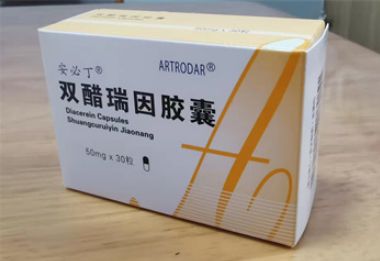 安必丁® ARTRODAR®
双醋瑞因胶囊
Diacerein Capsules
Shuangcuruiyin Jiaonang
50mg x 30粒